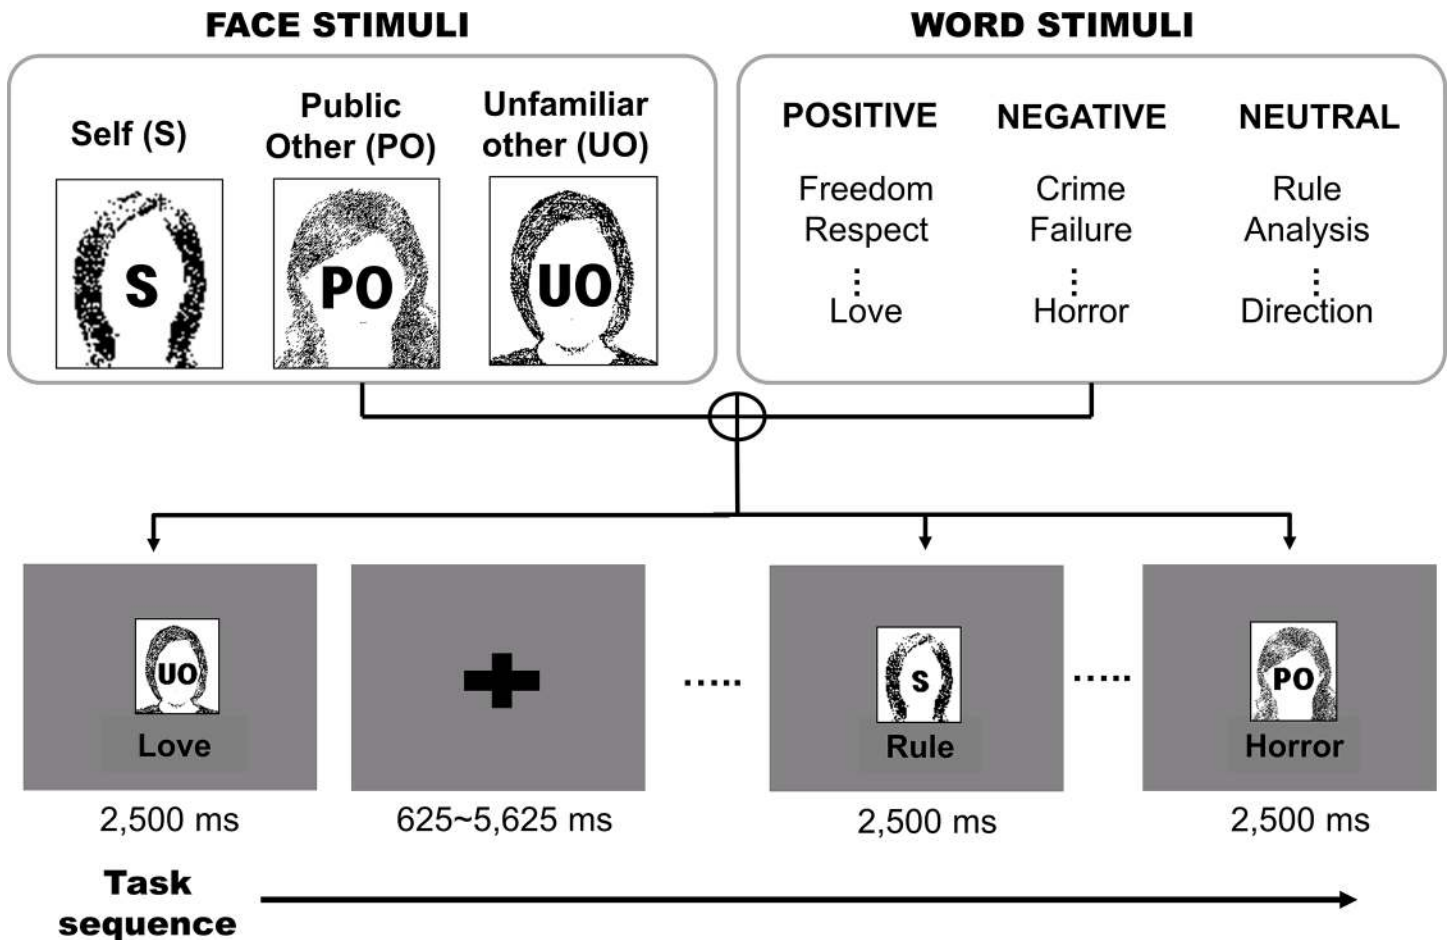 FACE STIMULI
WORD STIMULI
Self (S)
Public
Other (PO)
Unfamiliar
other (UO)
S
PO
UO
POSITIVE
NEGATIVE
NEUTRAL
Freedom
Crime
Rule
Respect
Failure
Analysis
Love
Horror
Direction
UO
Love
S
Rule
PO
Horror
.....
.....
2,500 ms
625~5,625 ms
2,500 ms
2,500 ms
Task
sequence